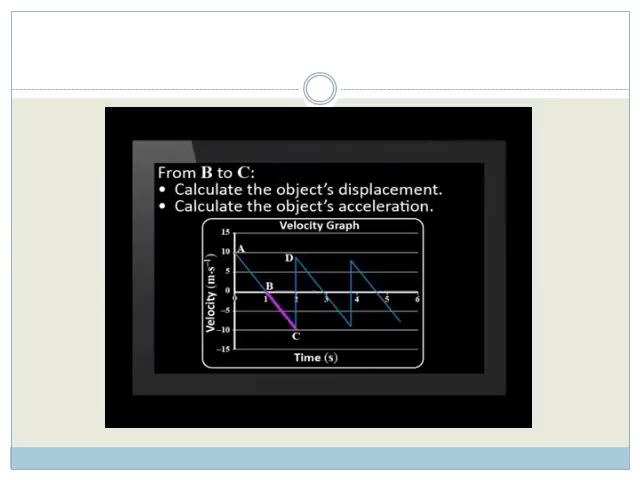 From B to C:
• Calculate the object's displacement.
• Calculate the object's acceleration.
Velocity Graph
15
A
10
D
5
B
0
0 1 2 3 4 5 6
-5
-10
C
-15
Velocity (m·s⁻¹)
Time (s)